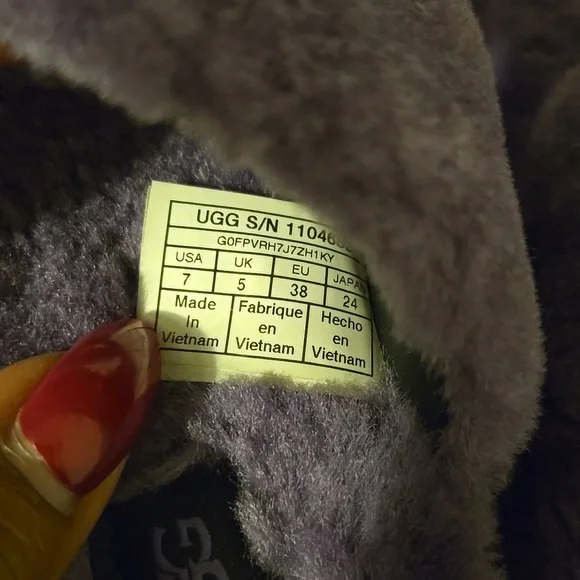 UGG S/N 11046
G0FPVRH7J7ZH1KY
USA UK EU JAPAN
7 5 38 24
Made Fabrique Hecho
In en en
Vietnam Vietnam Vietnam